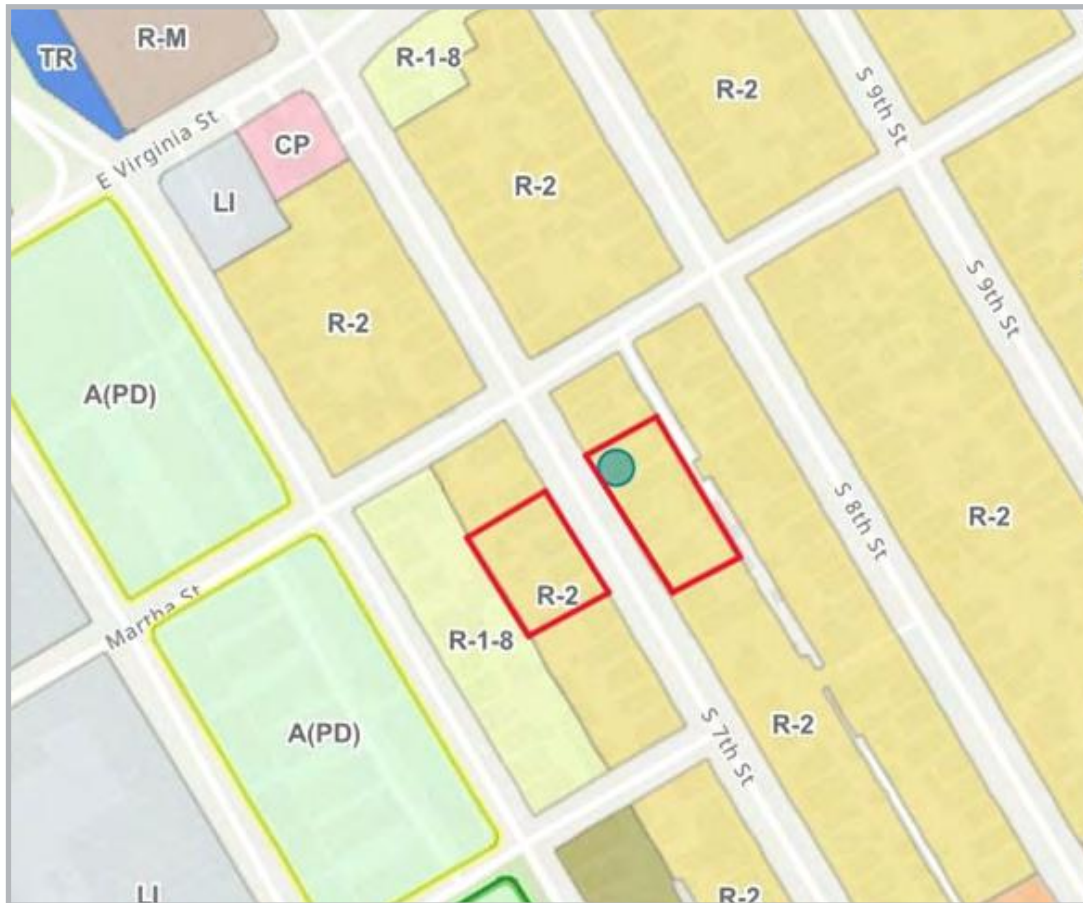 R-M
TR
R-1-8
S 9th St
R-2
E Virginia St
CP
R-2
LI
S 9th St
R-2
A(PD)
S 8th St
R-2
Martha St
R-2
R-1-8
A(PD)
S 7th St
R-2
LI
R-2